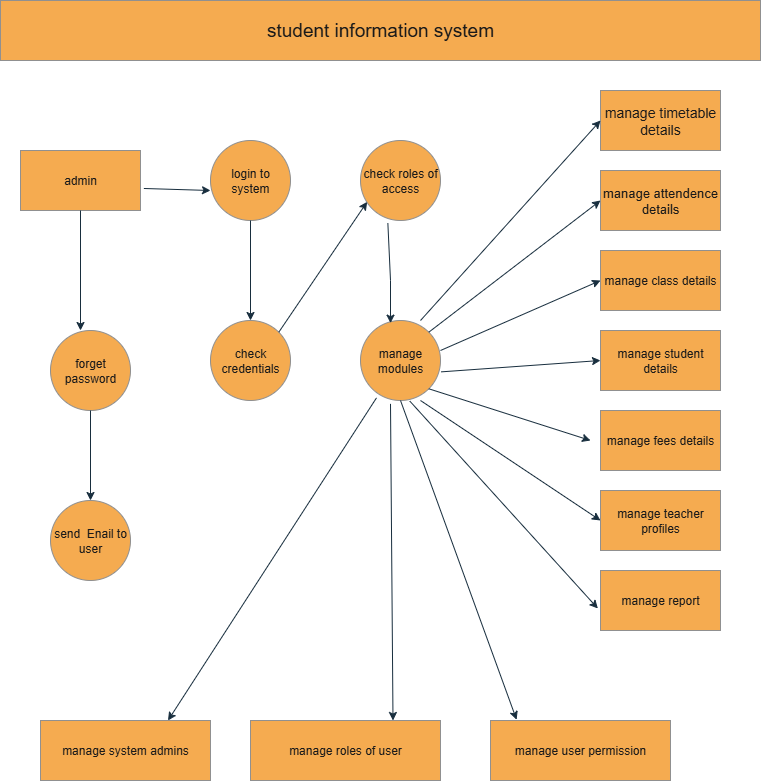 student information system
admin
login to
system
check roles of
access
manage timetable
details
manage attendence
details
manage class details
forget
password
check
credentials
manage
modules
manage student
details
manage fees details
send Enail to
user
manage teacher
profiles
manage report
manage system admins
manage roles of user
manage user permission